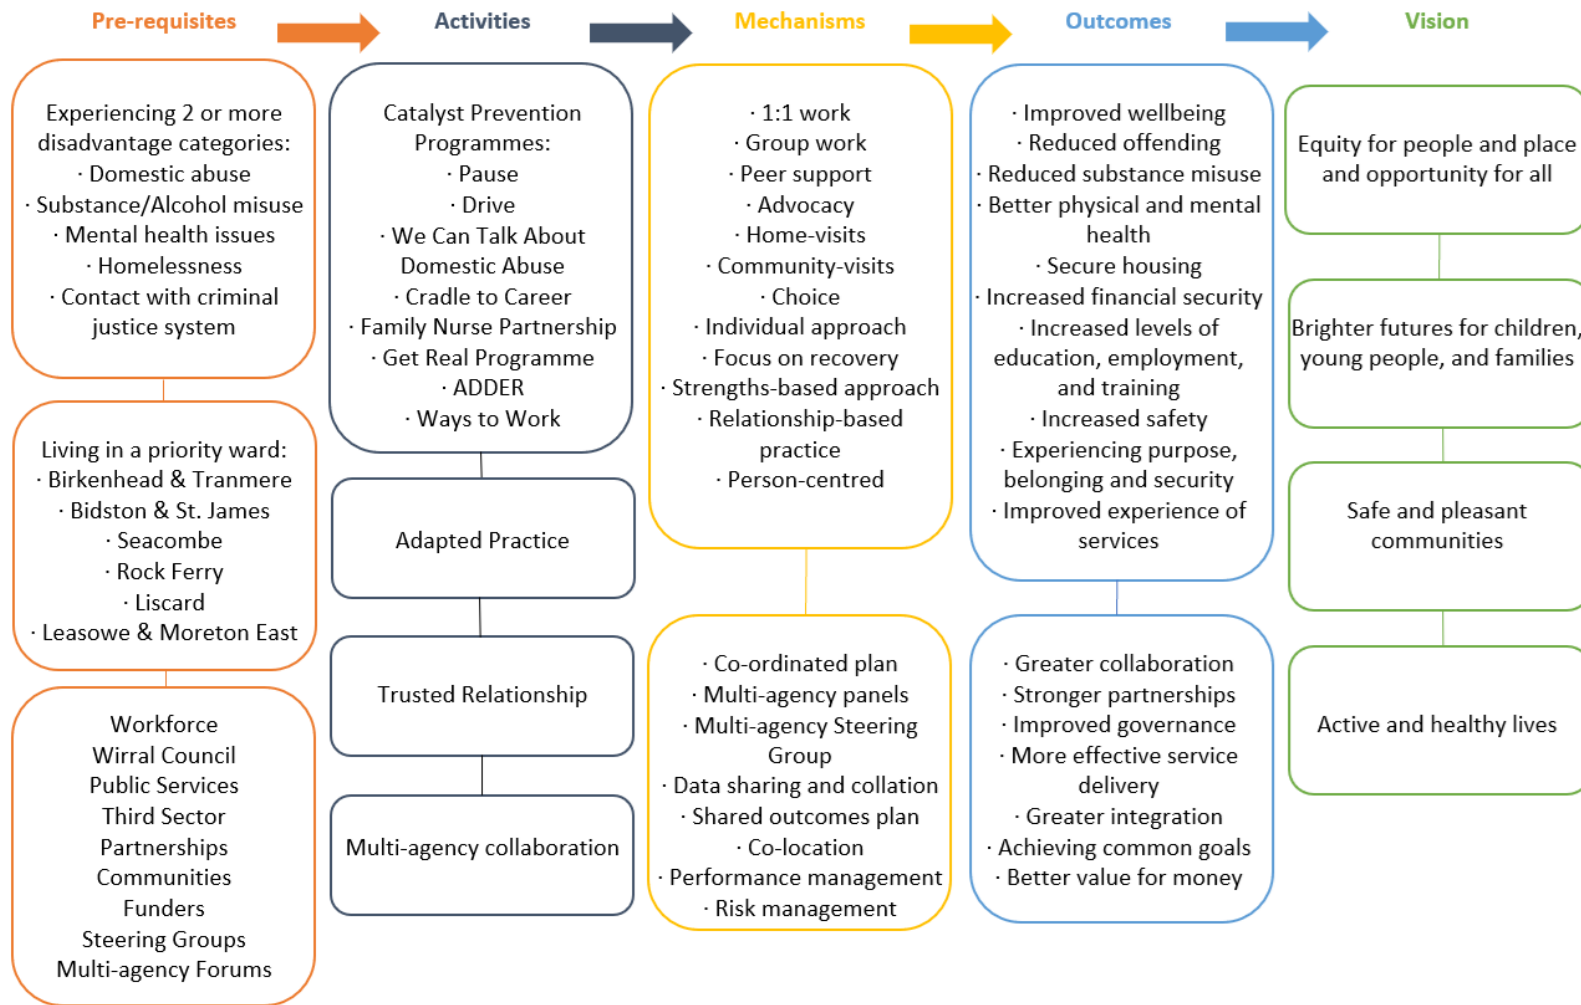 Pre-requisites
Activities
Mechanisms
Outcomes
Vision
Experiencing 2 or more
disadvantage categories:
· Domestic abuse
· Substance/Alcohol misuse
· Mental health issues
· Homelessness
· Contact with criminal
justice system
Living in a priority ward:
· Birkenhead & Tranmere
· Bidston & St. James
· Seacombe
· Rock Ferry
· Liscard
· Leasowe & Moreton East
Workforce
Wirral Council
Public Services
Third Sector
Partnerships
Communities
Funders
Steering Groups
Multi-agency Forums
Catalyst Prevention
Programmes:
· Pause
· Drive
· We Can Talk About
Domestic Abuse
· Cradle to Career
· Family Nurse Partnership
· Get Real Programme
· ADDER
· Ways to Work
Adapted Practice
Trusted Relationship
Multi-agency collaboration
· 1:1 work
· Group work
· Peer support
· Advocacy
· Home-visits
· Community-visits
· Choice
· Individual approach
· Focus on recovery
· Strengths-based approach
· Relationship-based
practice
· Person-centred
· Co-ordinated plan
· Multi-agency panels
· Multi-agency Steering
Group
· Data sharing and collation
· Shared outcomes plan
· Co-location
· Performance management
· Risk management
· Improved wellbeing
· Reduced offending
· Reduced substance misuse
· Better physical and mental
health
· Secure housing
· Increased financial security
· Increased levels of
education, employment,
and training
· Increased safety
· Experiencing purpose,
belonging and security
· Improved experience of
services
· Greater collaboration
· Stronger partnerships
· Improved governance
· More effective service
delivery
· Greater integration
· Achieving common goals
· Better value for money
Equity for people and place
and opportunity for all
Brighter futures for children,
young people, and families
Safe and pleasant
communities
Active and healthy lives